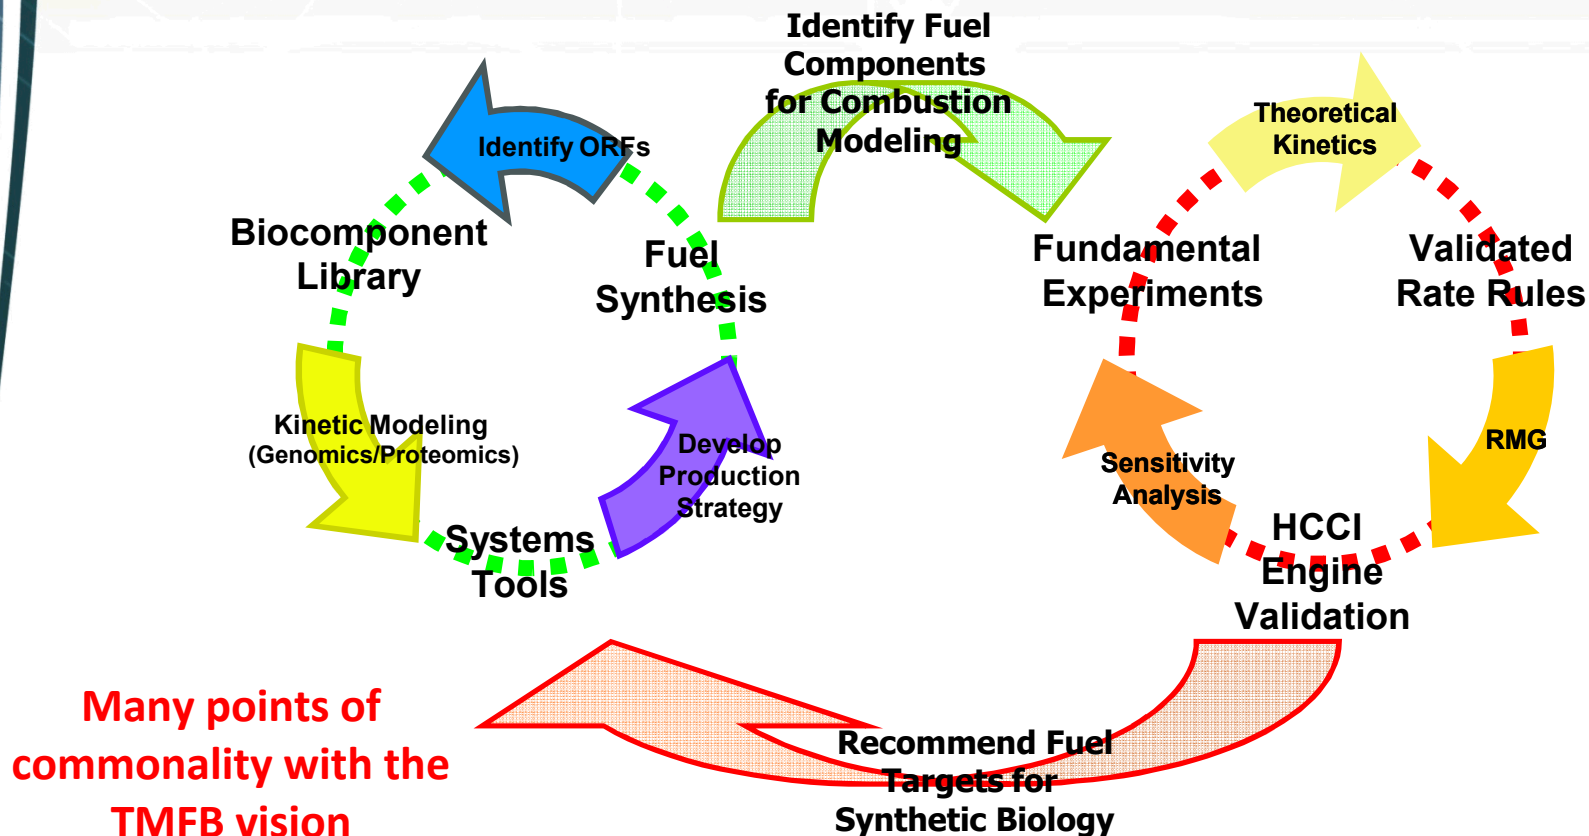 Identify Fuel
Components
for Combustion
Modeling
Identify ORFs
Biocomponent
Library
Fuel
Synthesis
Kinetic Modeling
(Genomics/Proteomics)
Develop
Production
Strategy
Systems
Tools
Theoretical
Kinetics
Fundamental
Experiments
Validated
Rate Rules
RMG
Sensitivity
Analysis
HCCI
Engine
Validation
Recommend Fuel
Targets for
Synthetic Biology
Many points of
commonality with the
TMFB vision